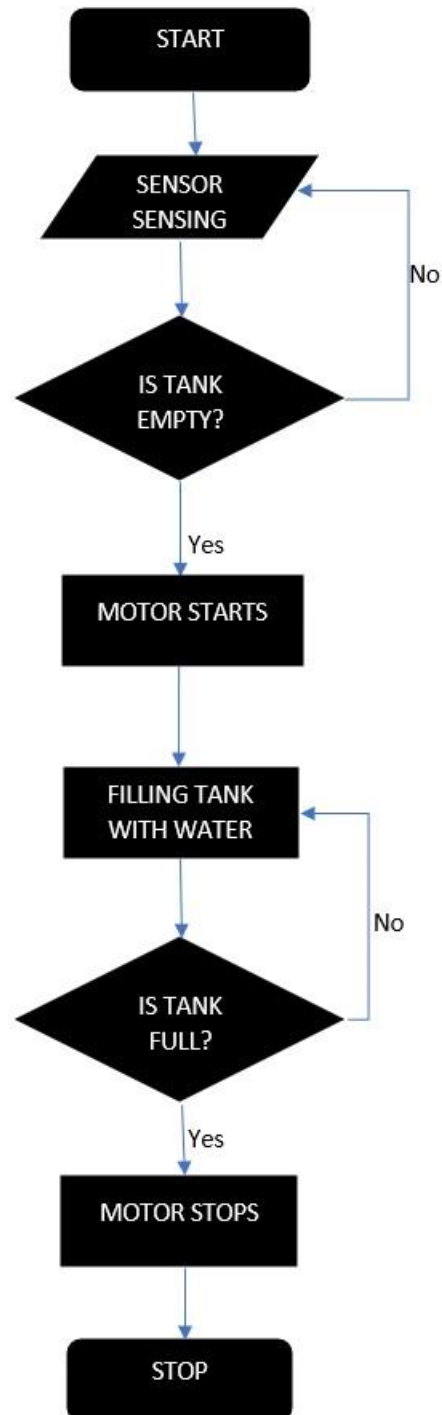 START
SENSOR
SENSING
No
IS TANK
EMPTY?
Yes
MOTOR STARTS
FILLING TANK
WITH WATER
No
IS TANK
FULL?
Yes
MOTOR STOPS
STOP